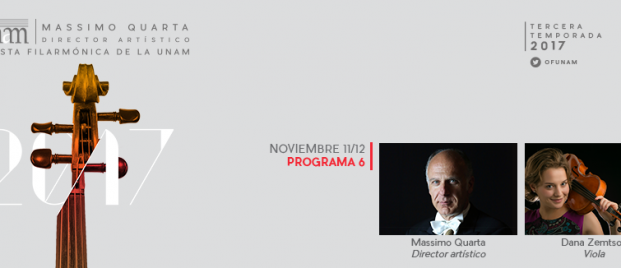 MASSIMO QUARTA
DIRECTOR ARTÍSTICO
STA FILARMÓNICA DE LA UNAM
TERCERA
TEMPORADA
2017
OFUNAM
2017
NOVIEMBRE 11/12
PROGRAMA 6
Massimo Quarta
Director artístico
Dana Zemtso
Viola